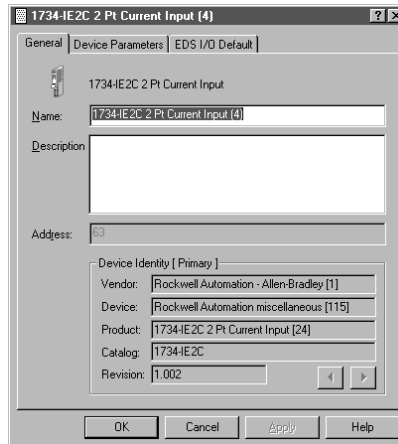 1734-IE2C 2 Pt Current Input (4)
General Device Parameters EDS I/O Default
1734-IE2C 2 Pt Current Input
Name: 1734-IE2C 2 Pt Current Input (4)
Description
Address: 63
Device Identity [ Primary ]
Vendor: Rockwell Automation - Allen-Bradley [1]
Device: Rockwell Automation miscellaneous [115]
Product: 1734-IE2C 2 Pt Current Input [24]
Catalog: 1734-IE2C
Revision: 1.002
OK Cancel Apply Help